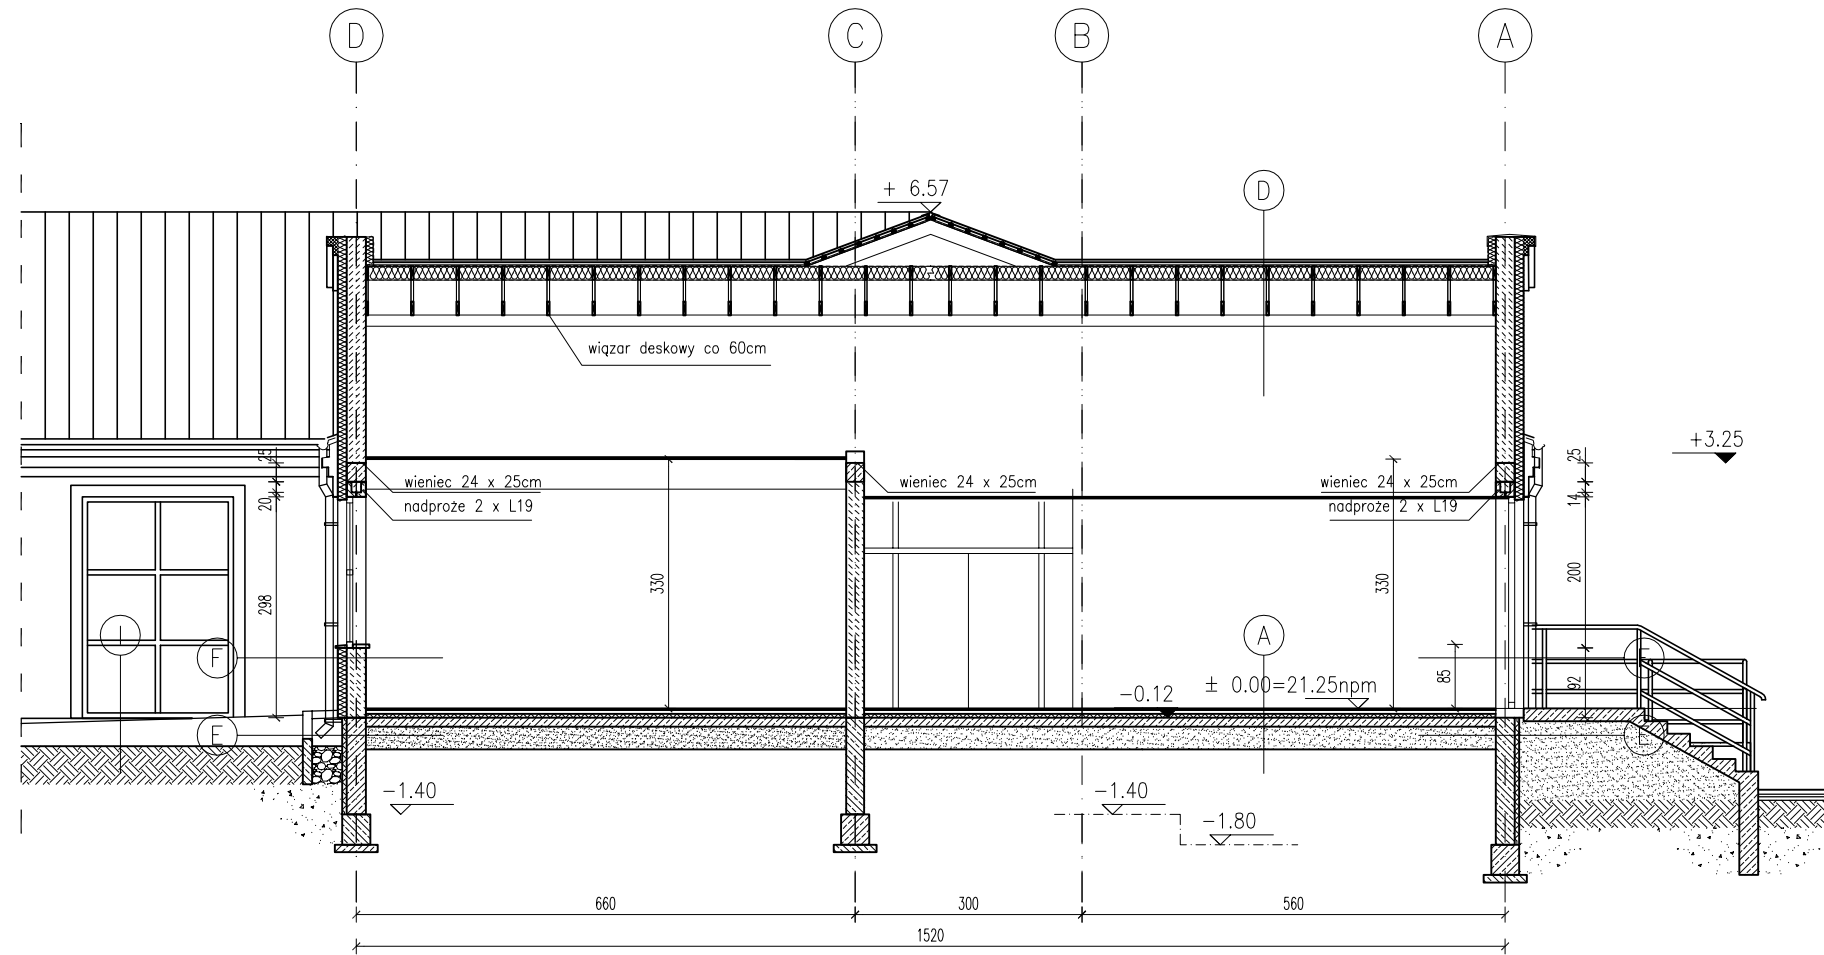 D
C
B
A
+ 6.57
D
wiązar deskowy co 60cm
+3.25
25
25
wieniec 24 x 25cm
wieniec 24 x 25cm
wieniec 24 x 25cm
20
14
nadproże 2 x L19
nadproże 2 x L19
330
330
200
298
I
F
A
85
92
-0.12
± 0.00=21.25npm
E
-1.40
-1.40
-1.80
660
300
560
1520